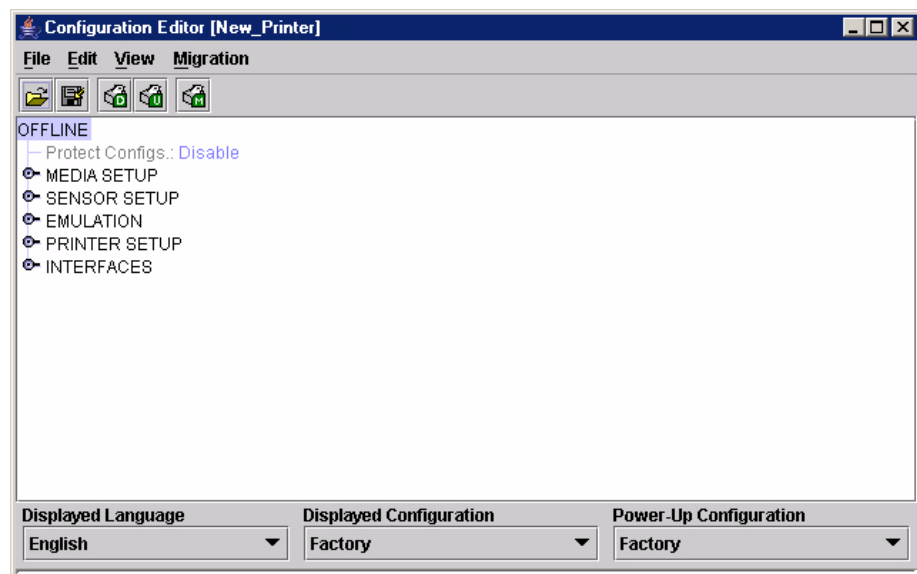 Configuration Editor [New_Printer]
File Edit View Migration
D U M
OFFLINE
Protect Configs.: Disable
MEDIA SETUP
SENSOR SETUP
EMULATION
PRINTER SETUP
INTERFACES
Displayed Language Displayed Configuration Power-Up Configuration
English Factory Factory